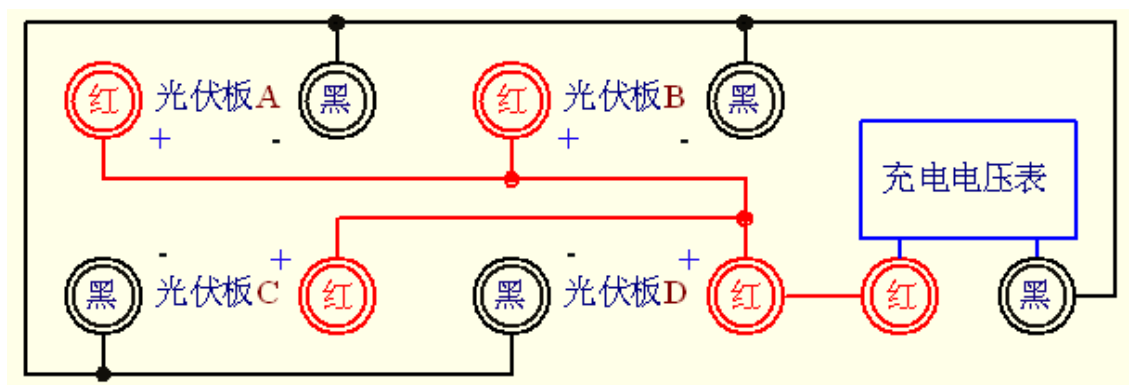 红 光伏板A 黑 红 光伏板B 黑
+ - + -
充电电压表
- + - +
黑 光伏板C 红 黑 光伏板D 红 红 黑